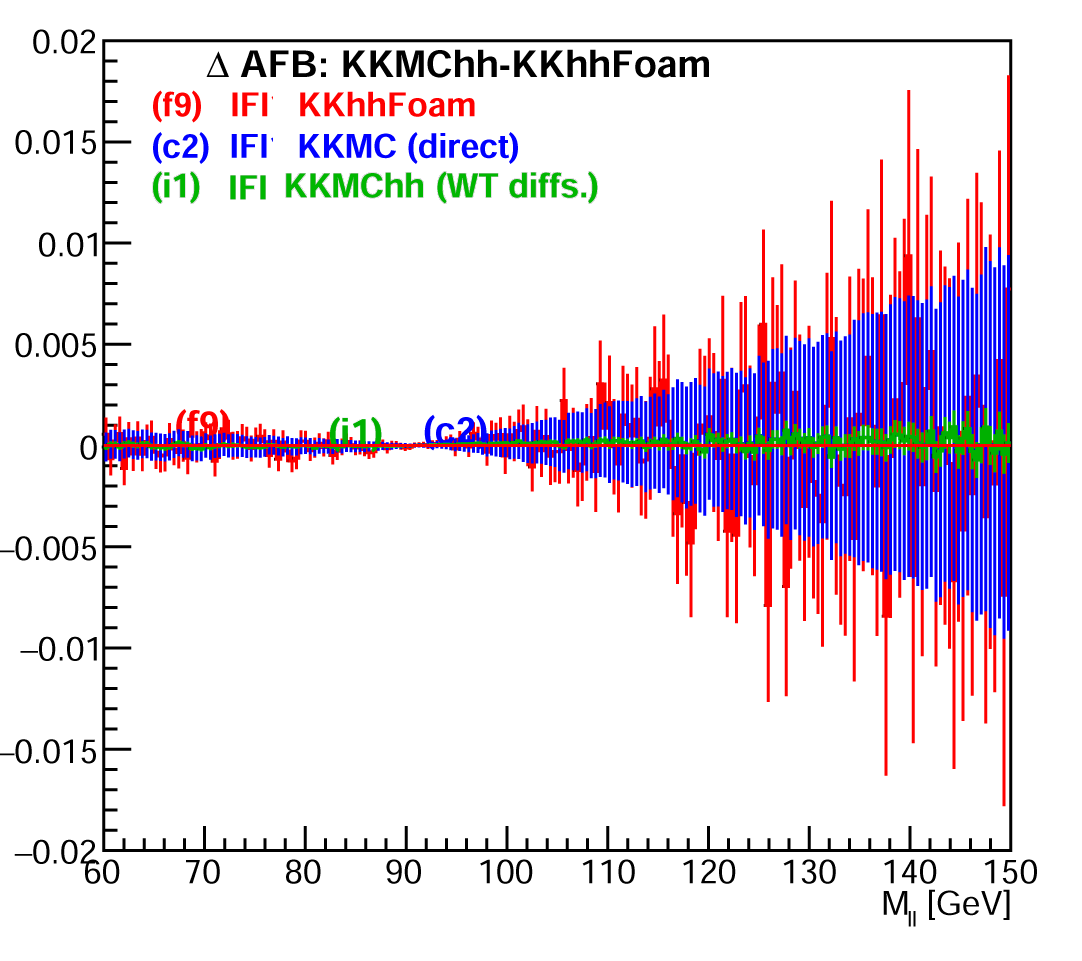 0.02
Δ AFB: KKMChh-KKhhFoam
(f9) IFI' KKhhFoam
0.015
(c2) IFI' KKMC (direct)
(i1) IFI KKMChh (WT diffs.)
0.01
0.005
(f9) (i1) (c2)
0
−0.005
−0.01
−0.015
−0.02
60 70 80 90 100 110 120 130 140 150
M_ll [GeV]